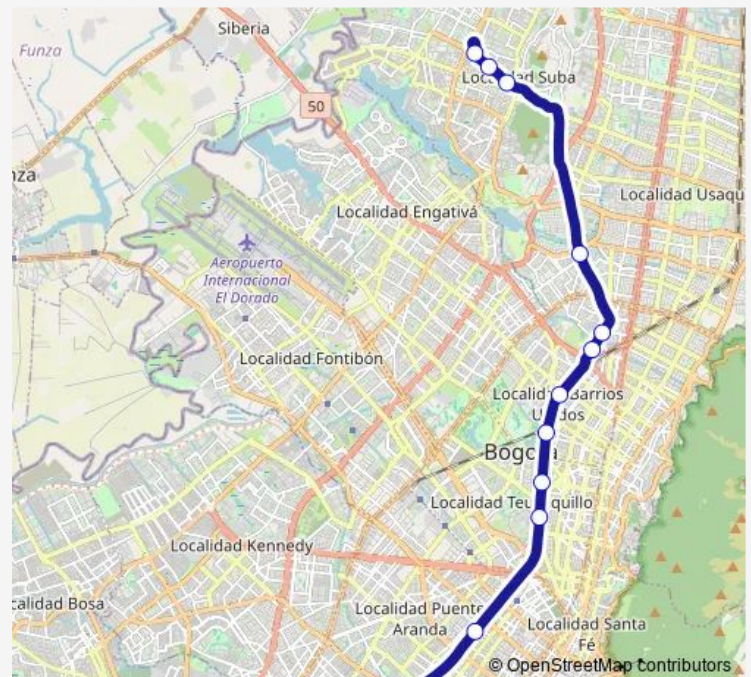 Siberia
Funza
Localidad Suba
50
nza
Localidad Usaqu
Localidad Engativá
Aeropuerto
Internacional
El Dorado
Localidad Fontibón
Localidad Barrios
Unidos
Bogotá
Localidad Teusaquillo
Localidad Kennedy
calidad Bosa
Localidad Puente
Aranda
Localidad Santa
Fé
© OpenStreetMap contributors